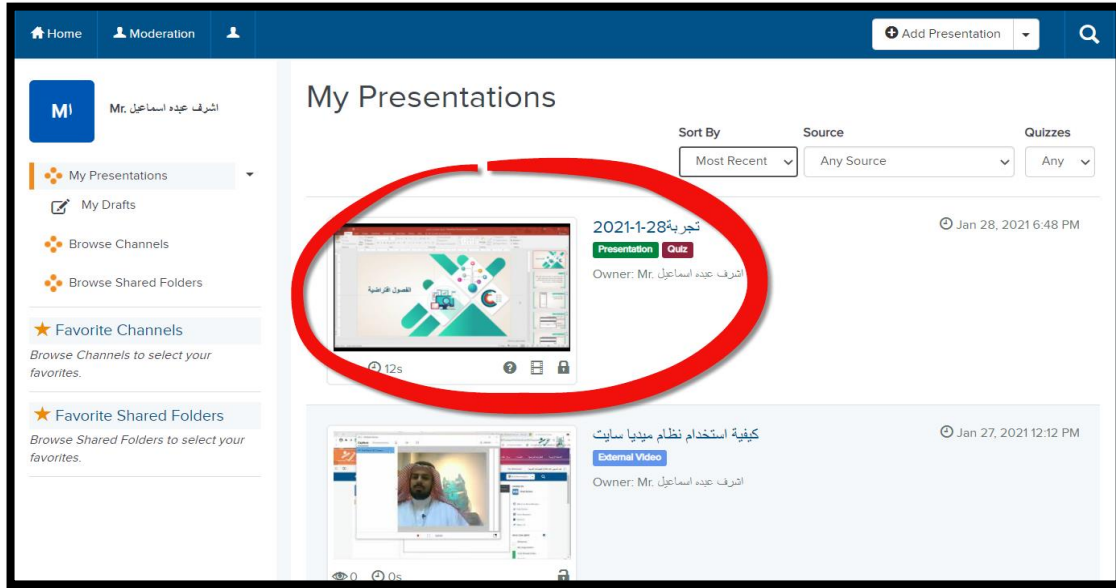 Home
Moderation
Add Presentation
M
Mr. اشرف عبده اسماعيل
My Presentations
My Drafts
Browse Channels
Browse Shared Folders
Favorite Channels
Browse Channels to select your
favorites.
Favorite Shared Folders
Browse Shared Folders to select your
favorites.
My Presentations
Sort By
Source
Quizzes
Most Recent
Any Source
Any
الفصول افتراضية
12s
تجربة28-1-2021
Presentation
Quiz
Owner: Mr. اشرف عبده اسماعيل
Jan 28, 2021 6:48 PM
0
0s
كيفية استخدام نظام ميديا سايت
External Video
Owner: Mr. اشرف عبده اسماعيل
Jan 27, 2021 12:12 PM